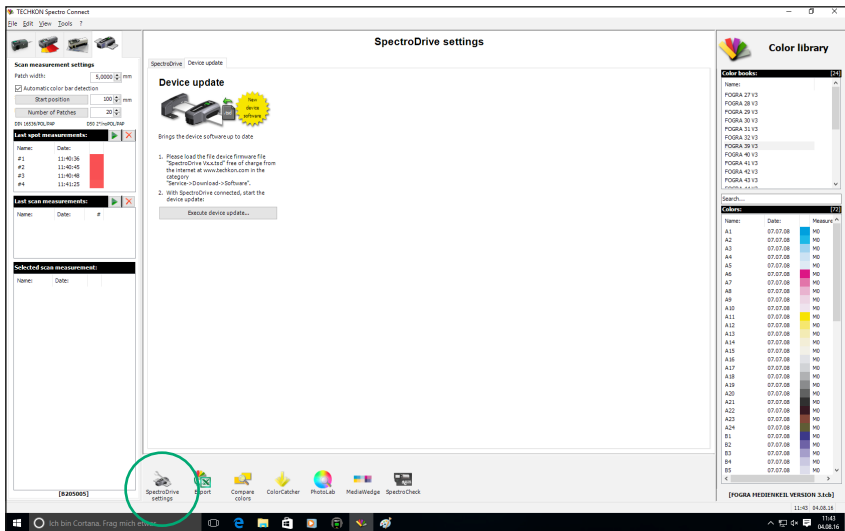 TECHKON Spectro Connect
File Edit View Tools ?
Scan measurement settings
Patch width: 5,0000 mm
Automatic color bar detection
Start position 100 mm
Number of Patches 20
DIN 16536/POL/PAP D50 2°/noPOL/PAP
Last spot measurements:
Name: Date:
#1 11:40:36
#2 11:40:45
#3 11:40:48
#4 11:41:25
Last scan measurements:
Name: Date: #
Selected scan measurement:
Name: Date:
[B205005]
SpectroDrive settings
SpectroDrive Device update
Device update
New
device
software
Brings the device software up to date
1. Please load the file device firmware file
"SpectroDrive Vx.x.tsd" free of charge from
the internet at www.techkon.com in the
category
"Service->Download->Software".
2. With SpectroDrive connected, start the
device update:
Execute device update...
SpectroDrive
settings
Export
Compare
colors
ColorCatcher
PhotoLab
MediaWedge
SpectroCheck
Color library
Color books: [24]
Name:
FOGRA 27 V3
FOGRA 28 V3
FOGRA 29 V3
FOGRA 30 V3
FOGRA 31 V3
FOGRA 32 V3
FOGRA 39 V3
FOGRA 40 V3
FOGRA 41 V3
FOGRA 42 V3
FOGRA 43 V3
Search...
Colors: [72]
Name: Date: Measure
A1 07.07.08 M0
A2 07.07.08 M0
A3 07.07.08 M0
A4 07.07.08 M0
A5 07.07.08 M0
A6 07.07.08 M0
A7 07.07.08 M0
A8 07.07.08 M0
A9 07.07.08 M0
A10 07.07.08 M0
A11 07.07.08 M0
A12 07.07.08 M0
A13 07.07.08 M0
A14 07.07.08 M0
A15 07.07.08 M0
A16 07.07.08 M0
A17 07.07.08 M0
A18 07.07.08 M0
A19 07.07.08 M0
A20 07.07.08 M0
A21 07.07.08 M0
A22 07.07.08 M0
A23 07.07.08 M0
A24 07.07.08 M0
B1 07.07.08 M0
B2 07.07.08 M0
B3 07.07.08 M0
B4 07.07.08 M0
B5 07.07.08 M0
[FOGRA MEDIENKEIL VERSION 3.tcb]
11:43 04.08.16
Ich bin Cortana. Frag mich etwas.
11:43
04.08.16